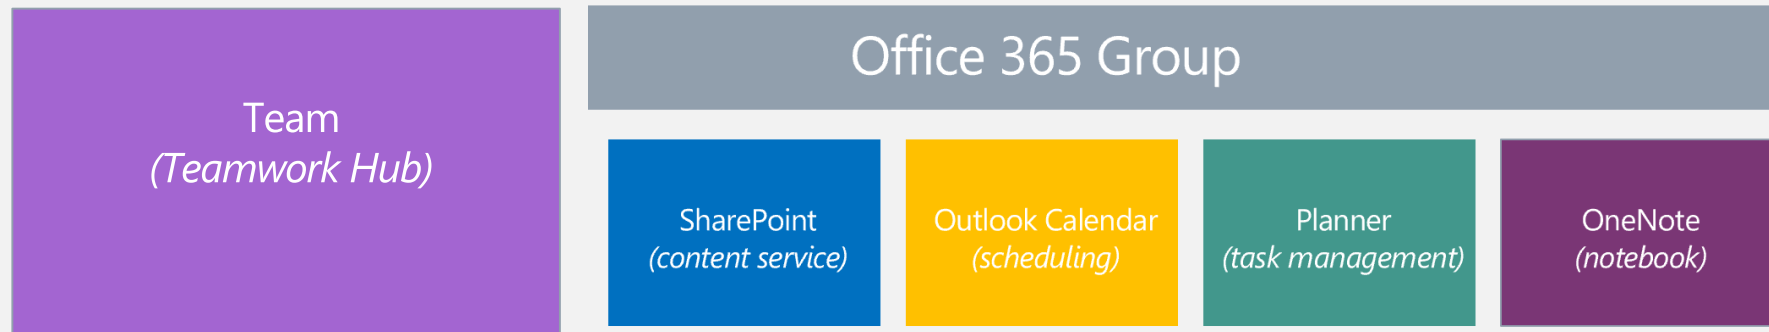 Team
(Teamwork Hub)
Office 365 Group
SharePoint
(content service)
Outlook Calendar
(scheduling)
Planner
(task management)
OneNote
(notebook)